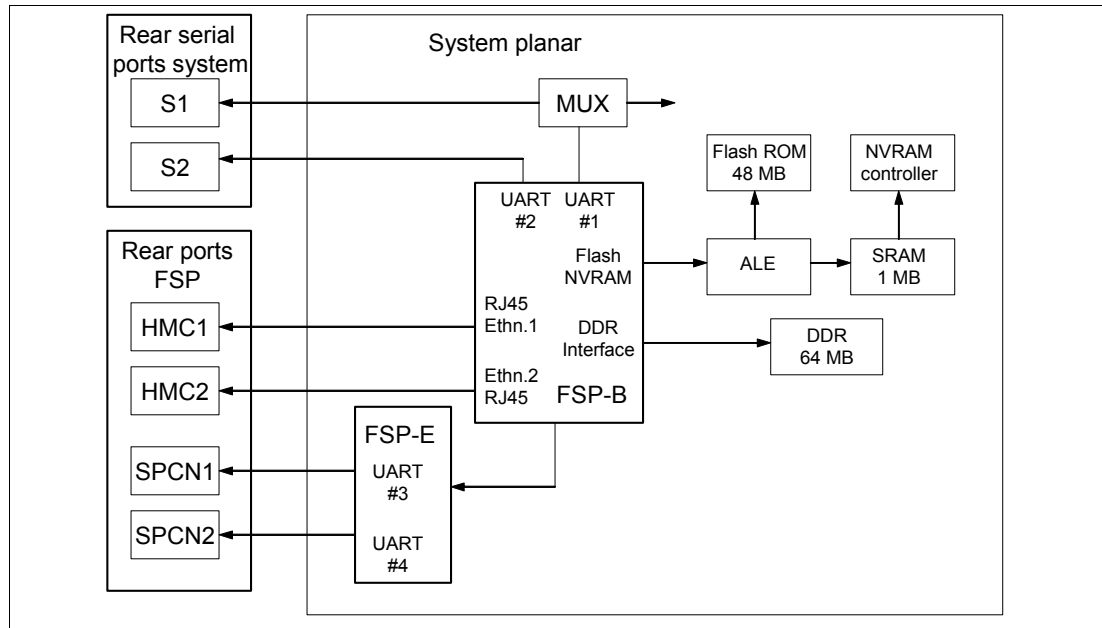 Rear serial
ports system
S1
S2
System planar
MUX
Flash ROM
48 MB
NVRAM
controller
UART
#2
UART
#1
Flash
NVRAM
ALE
SRAM
1 MB
Rear ports
FSP
HMC1
HMC2
SPCN1
SPCN2
RJ45
Ethn.1
DDR
Interface
DDR
64 MB
Ethn.2
RJ45
FSP-B
FSP-E
UART
#3
UART
#4